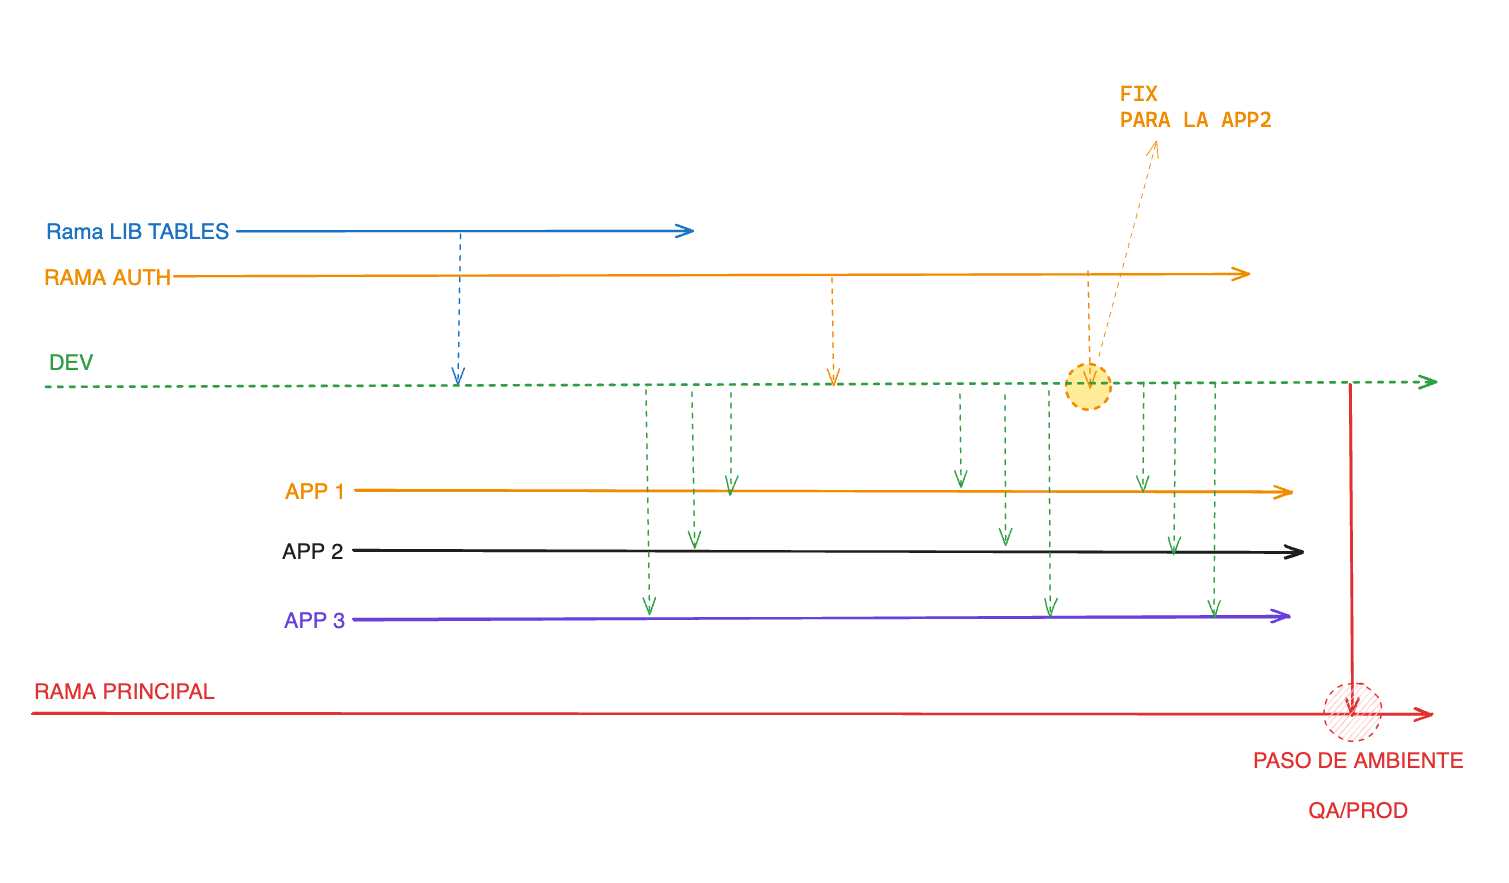 FIX
PARA LA APP2
Rama LIB TABLES
RAMA AUTH
DEV
APP 1
APP 2
APP 3
RAMA PRINCIPAL
PASO DE AMBIENTE
QA/PROD